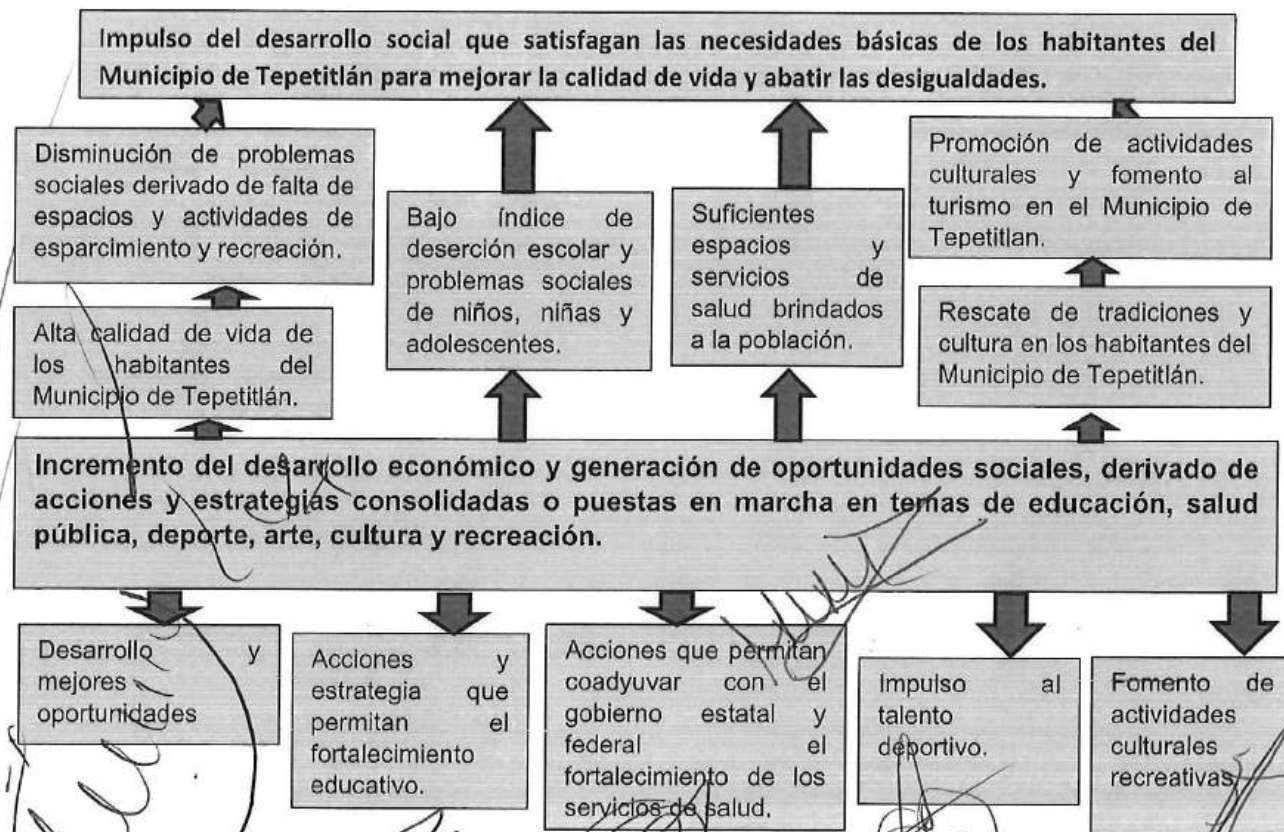 Impulso del desarrollo social que satisfagan las necesidades básicas de los habitantes del
Municipio de Tepetitlán para mejorar la calidad de vida y abatir las desigualdades.
Disminución de problemas
sociales derivado de falta de
espacios y actividades de
esparcimiento y recreación.
Bajo índice de
deserción escolar y
problemas sociales
de niños, niñas y
adolescentes.
Suficientes
espacios y
servicios de
salud brindados
a la población.
Promoción de actividades
culturales y fomento al
turismo en el Municipio de
Tepetitlan.
Alta calidad de vida de
los habitantes del
Municipio de Tepetitlán.
Rescate de tradiciones y
cultura en los habitantes del
Municipio de Tepetitlán.
Incremento del desarrollo económico y generación de oportunidades sociales, derivado de
acciones y estrategias consolidadas o puestas en marcha en temas de educación, salud
pública, deporte, arte, cultura y recreación.
Desarrollo y
mejores
oportunidades
Acciones y
estrategia que
permitan el
fortalecimiento
educativo.
Acciones que permitan
coadyuvar con el
gobierno estatal y
federal el
fortalecimiento de los
servicios de salud.
Impulso al
talento
deportivo.
Fomento de
actividades
culturales
recreativas